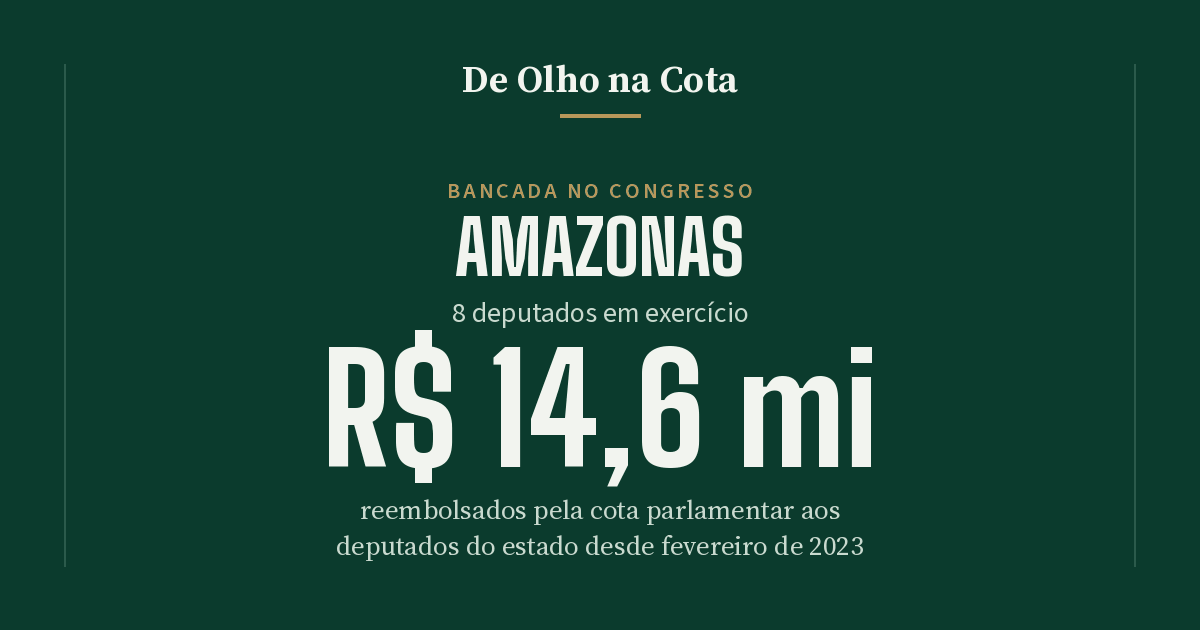 De Olho na Cota
BANCADA NO CONGRESSO
AMAZONAS
8 deputados em exercício
R$ 14,6 mi
reembolsados pela cota parlamentar aos
deputados do estado desde fevereiro de 2023